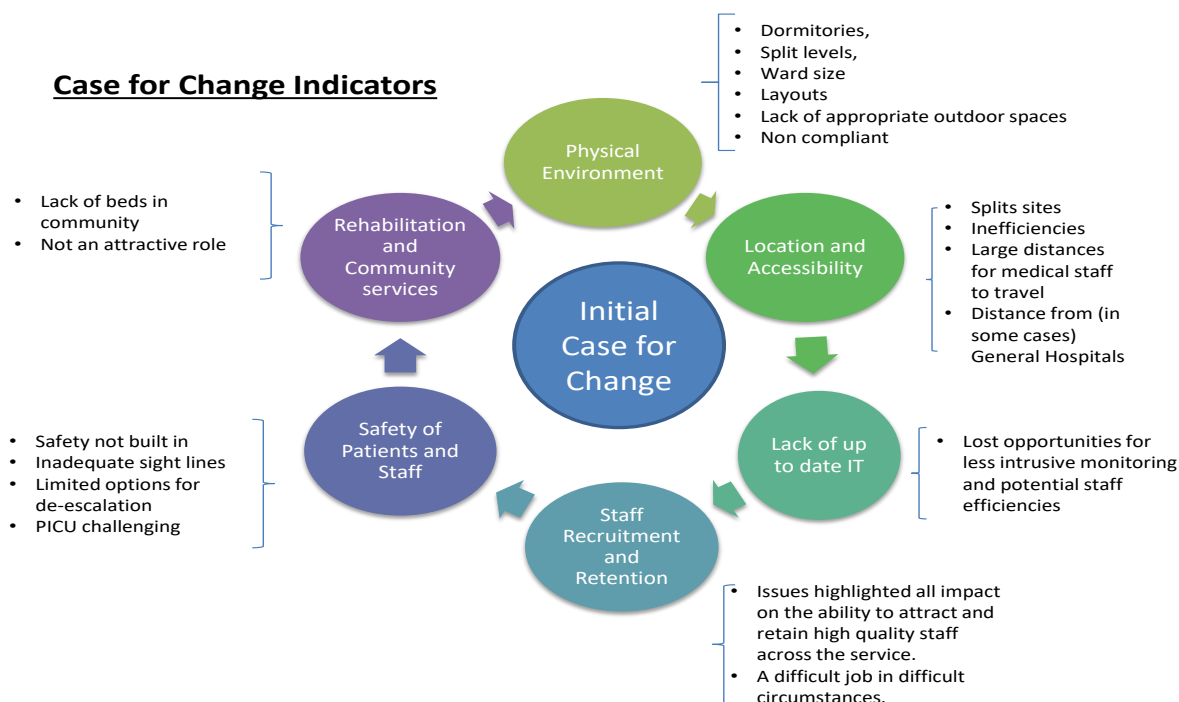 Case for Change Indicators
• Dormitories,
• Split levels,
• Ward size
• Layouts
• Lack of appropriate outdoor spaces
• Non compliant
Physical
Environment
• Lack of beds in
community
• Not an attractive role
Rehabilitation
and
Community
services
Location and
Accessibility
• Splits sites
• Inefficiencies
• Large distances
for medical staff
to travel
• Distance from (in
some cases)
General Hospitals
Initial
Case for
Change
• Safety not built in
• Inadequate sight lines
• Limited options for
de-escalation
• PICU challenging
Safety of
Patients and
Staff
Lack of up
to date IT
• Lost opportunities for
less intrusive monitoring
and potential staff
efficiencies
Staff
Recruitment
and
Retention
• Issues highlighted all impact
on the ability to attract and
retain high quality staff
across the service.
• A difficult job in difficult
circumstances.